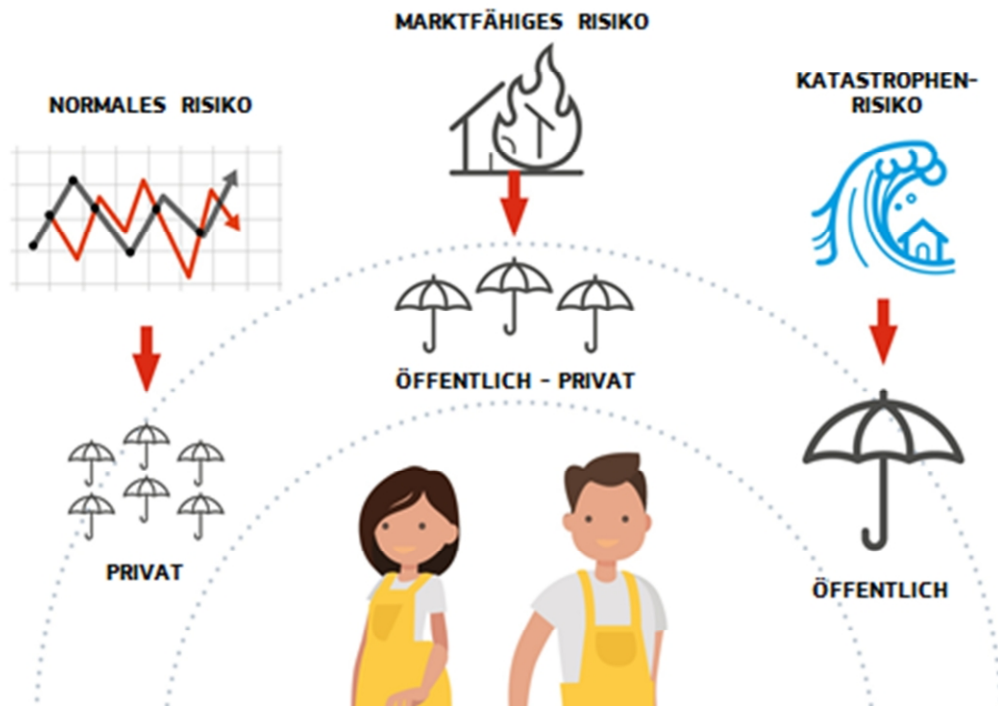 MARKTFÄHIGES RISIKO
NORMALES RISIKO
KATASTROPHEN-
RISIKO
ÖFFENTLICH - PRIVAT
PRIVAT
ÖFFENTLICH